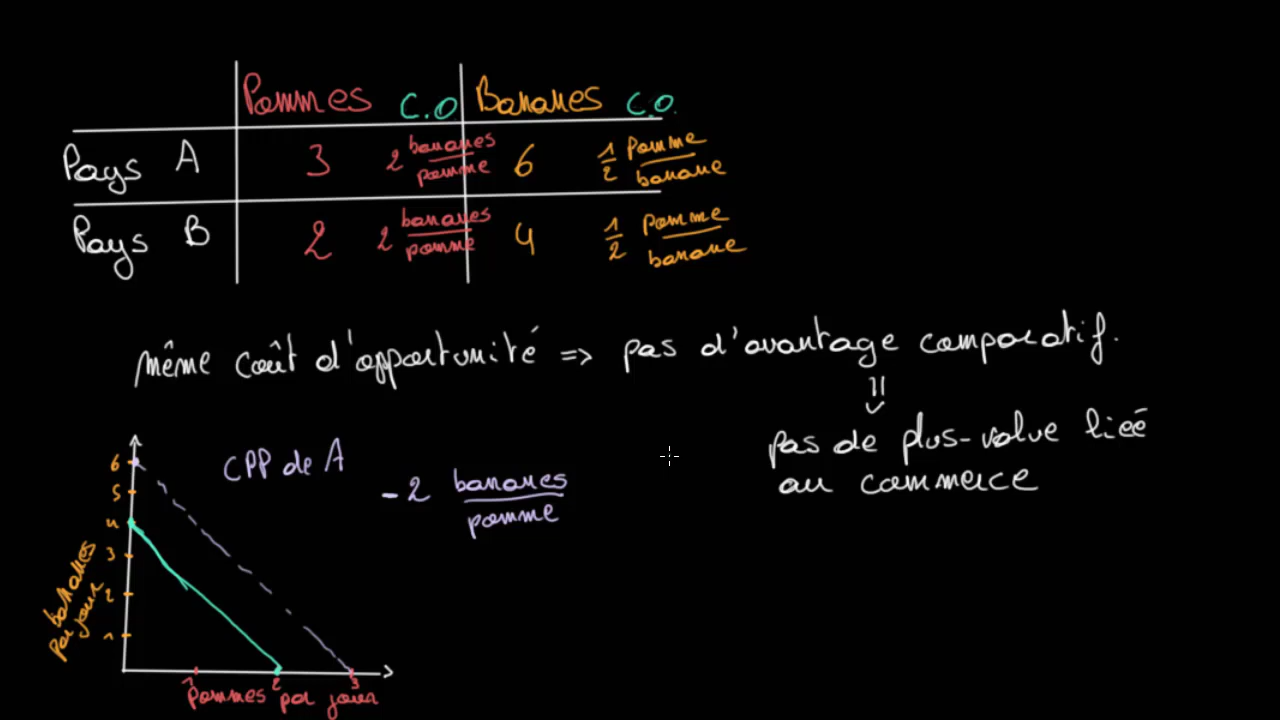 Pommes C.O Bananes C.O.
Pays A 3 2 bananes/pomme 6 1/2 Pomme/banane
Pays B 2 2 bananes/pomme 4 1/2 pomme/banane
même coût d'opportunité => pas d'avantage comparatif.
pas de plus-value liée
au commerce
CPP de A
-2 bananes/pomme
6
5
4
3
2
1
bananes
par jour
1 2 3
Pommes par jour